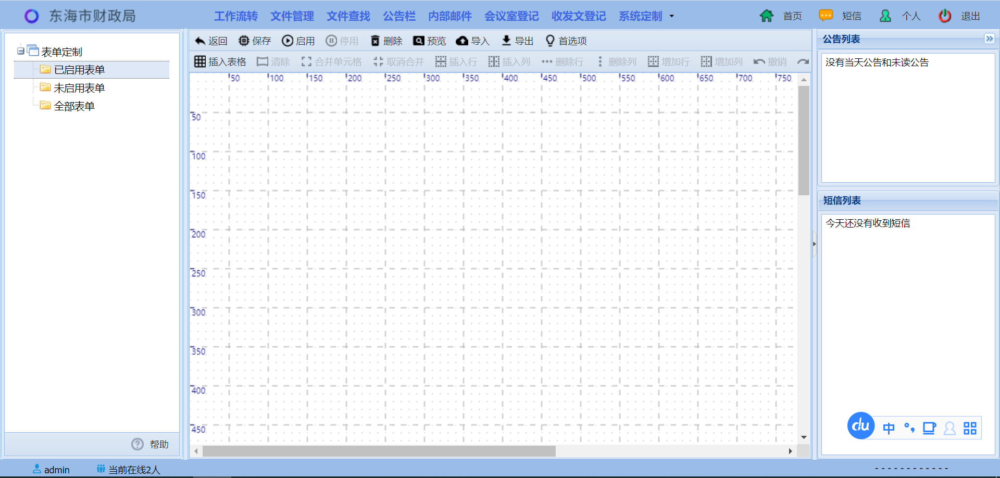 东海市财政局
工作流转 文件管理 文件查找 公告栏 内部邮件 会议室登记 收发文登记 系统定制
首页 短信 个人 退出
表单定制
已启用表单
未启用表单
全部表单
帮助
返回 保存 启用 停用 删除 预览 导入 导出 首选项
插入表格 清除 合并单元格 取消合并 插入行 插入列 删除行 删除列 增加行 增加列 撤销
50 100 150 200 250 300 350 400 450 500 550 600 650 700 750
50
100
150
200
250
300
350
400
450
公告列表
没有当天公告和未读公告
短信列表
今天还没有收到短信
du 中 °,
admin 当前在线2人
- - - - - - - - - - - -